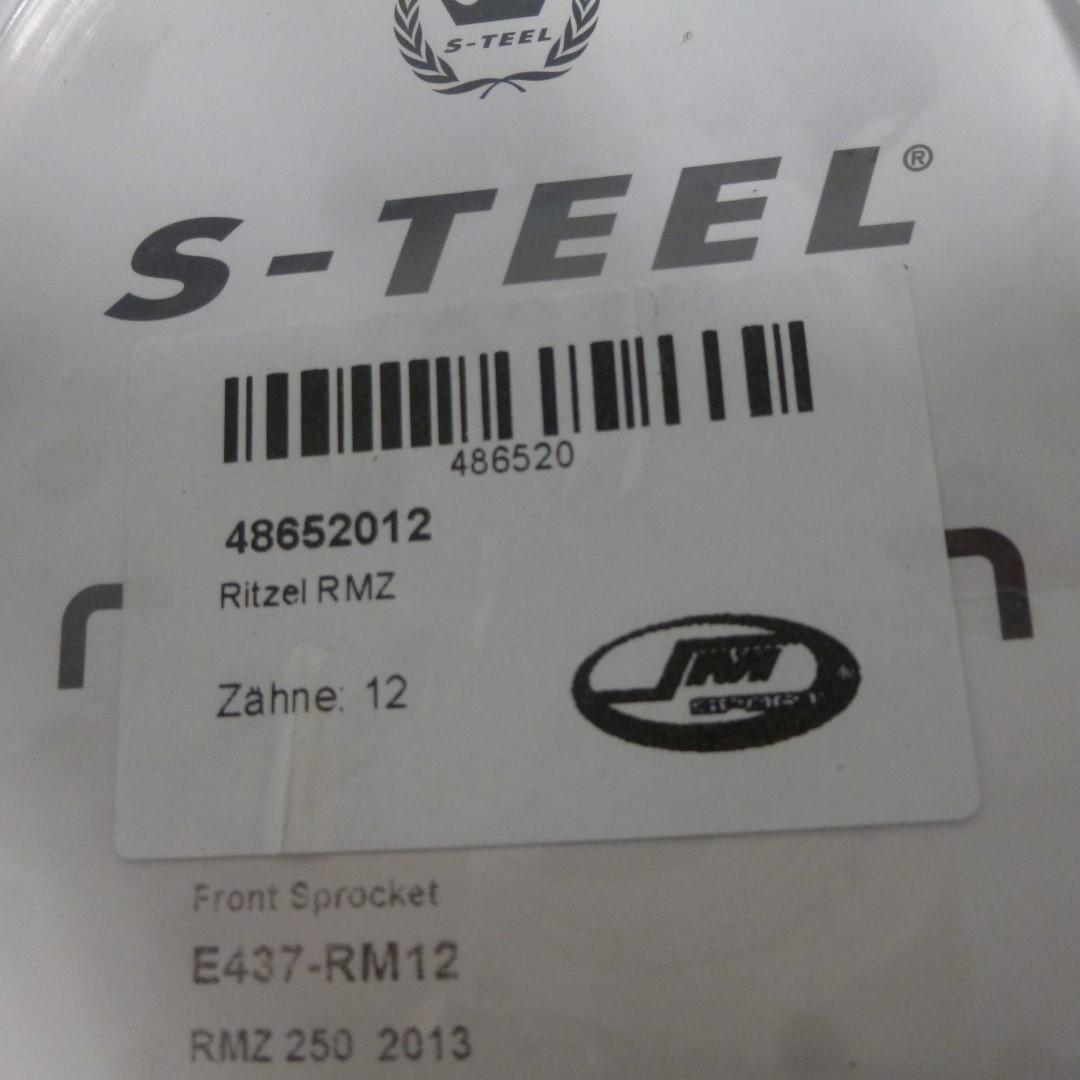 S-TEEL
S-TEEL®
486520
48652012
Ritzel RMZ
Zähne: 12
Front Sprocket
E437-RM12
RMZ 250 2013